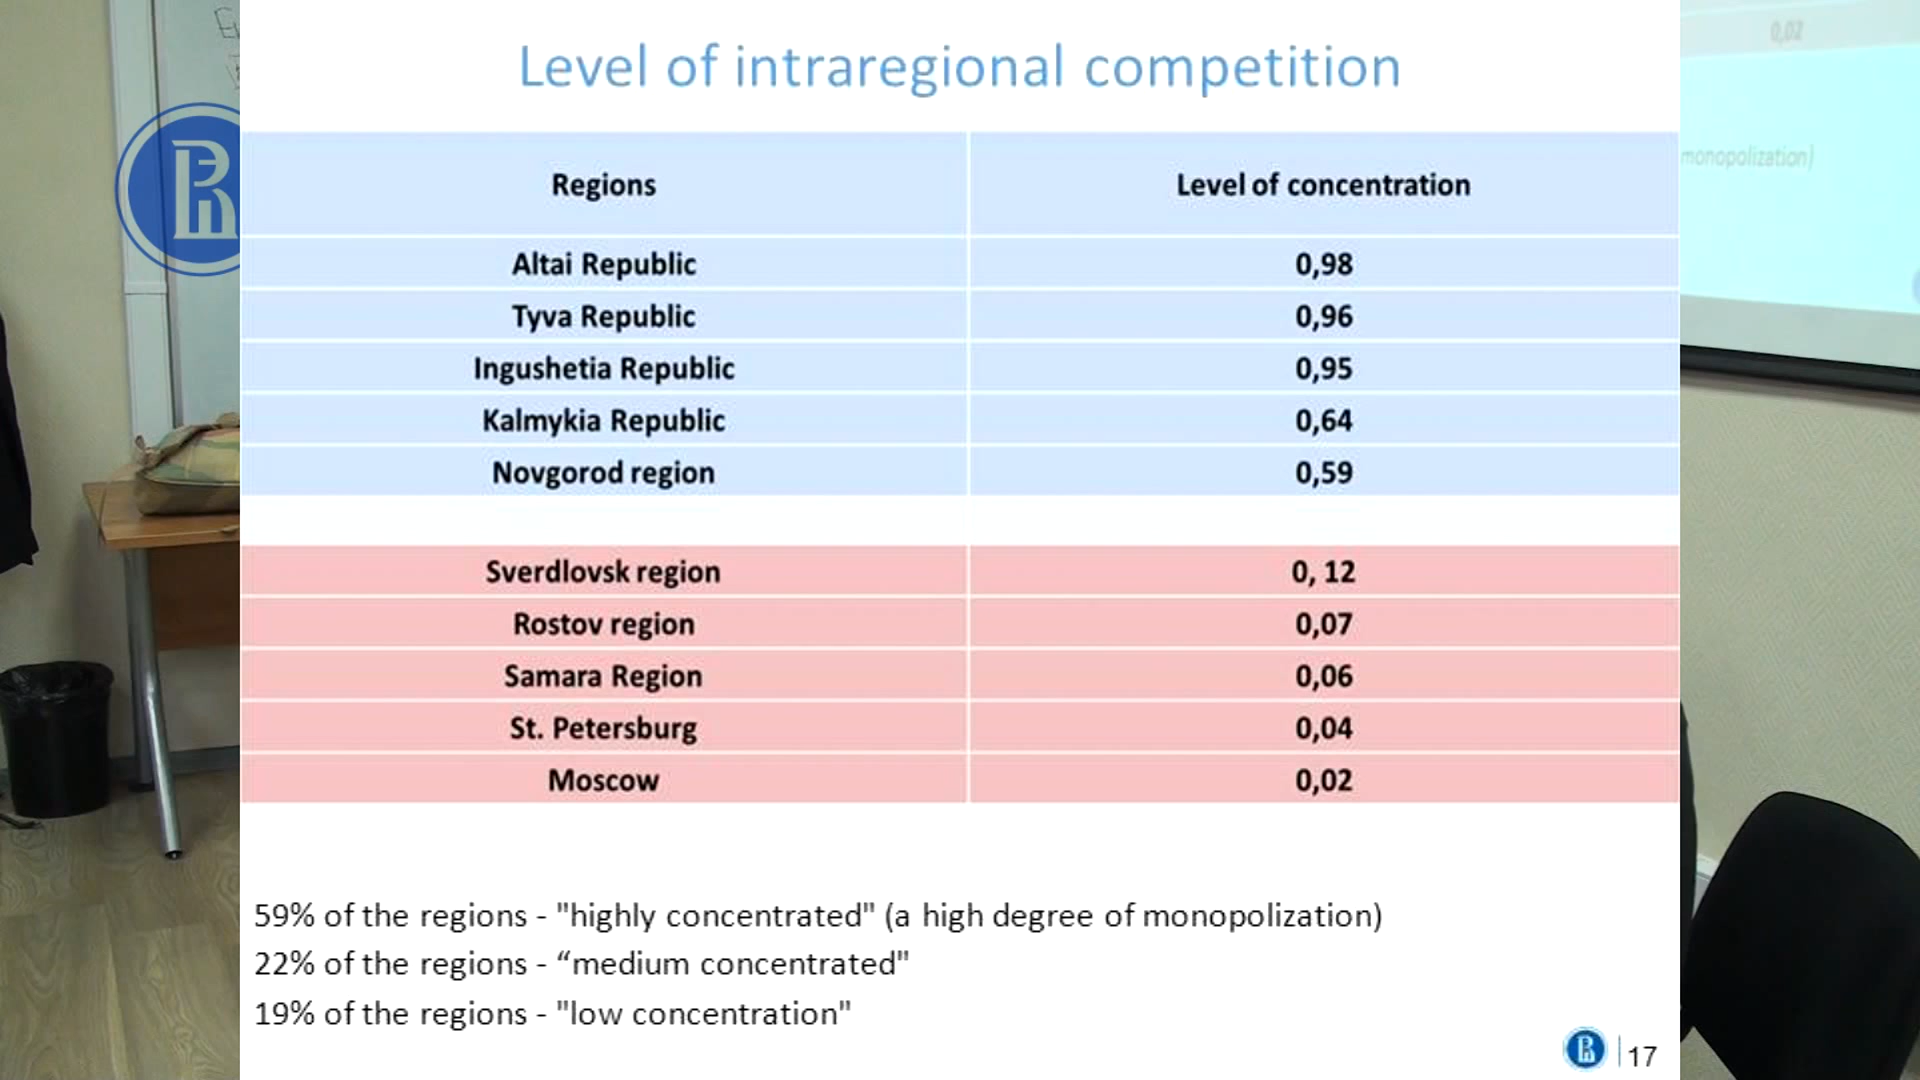 Level of intraregional competition
Regions Level of concentration
Altai Republic 0,98
Tyva Republic 0,96
Ingushetia Republic 0,95
Kalmykia Republic 0,64
Novgorod region 0,59
Sverdlovsk region 0, 12
Rostov region 0,07
Samara Region 0,06
St. Petersburg 0,04
Moscow 0,02
59% of the regions - "highly concentrated" (a high degree of monopolization)
22% of the regions - “medium concentrated"
19% of the regions - "low concentration"
17
0,02
monopolization)